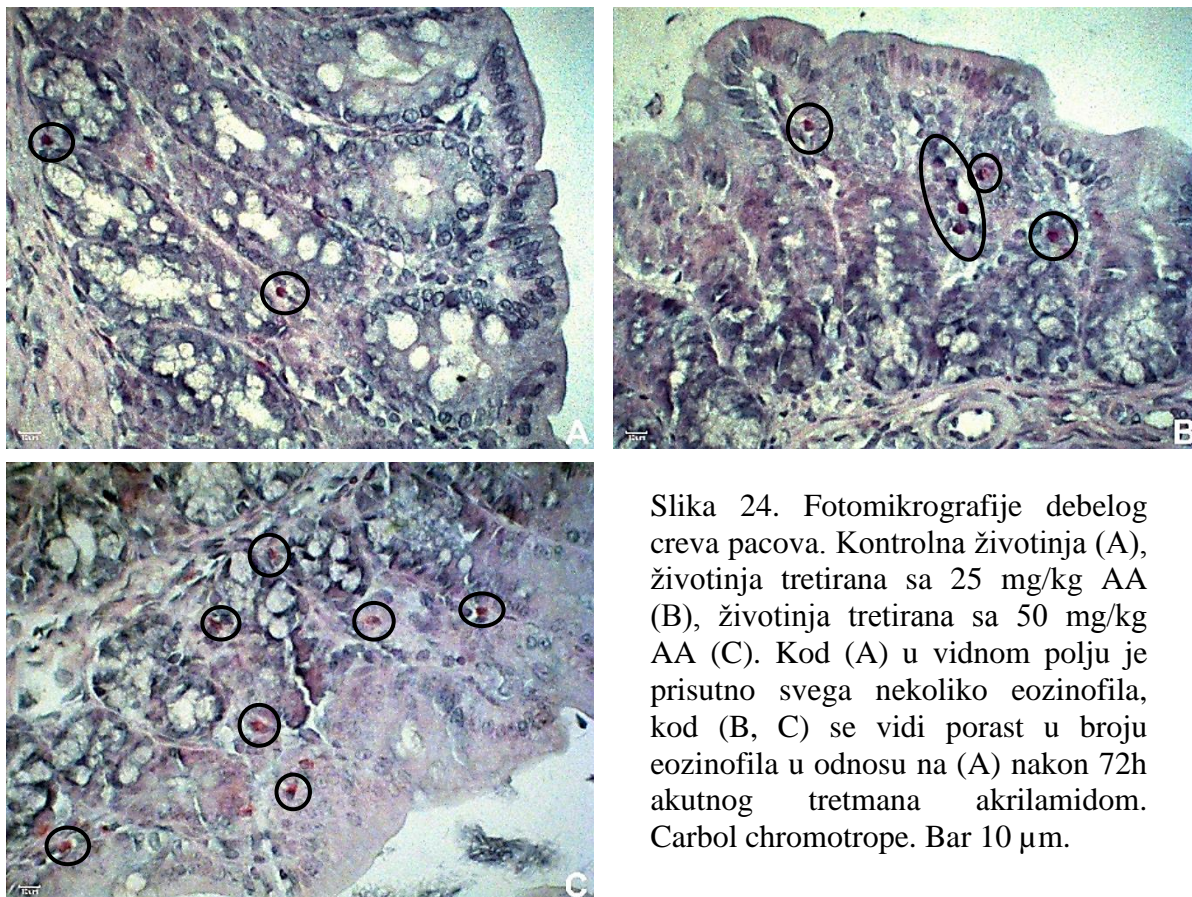 A
B
C
Slika 24. Fotomikrografije debelog
creva pacova. Kontrolna životinja (A),
životinja tretirana sa 25 mg/kg AA
(B), životinja tretirana sa 50 mg/kg
AA (C). Kod (A) u vidnom polju je
prisutno svega nekoliko eozinofila,
kod (B, C) se vidi porast u broju
eozinofila u odnosu na (A) nakon 72h
akutnog tretmana akrilamidom.
Carbol chromotrope. Bar 10 µm.